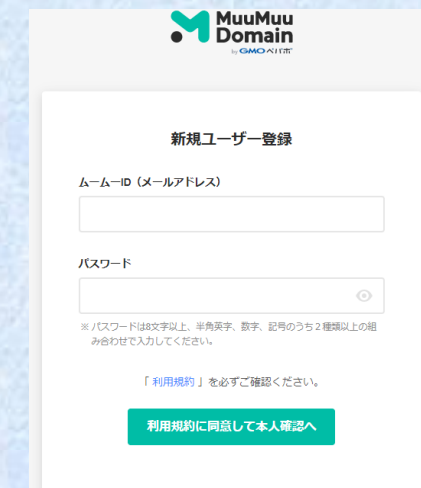 MuuMuu
Domain
by GMOペパボ
新規ユーザー登録
ムームーID（メールアドレス）
パスワード
※ パスワードは8文字以上、半角英字、数字、記号のうち２種類以上の組
み合わせで入力してください。
「 利用規約 」を必ずご確認ください。
利用規約に同意して本人確認へ